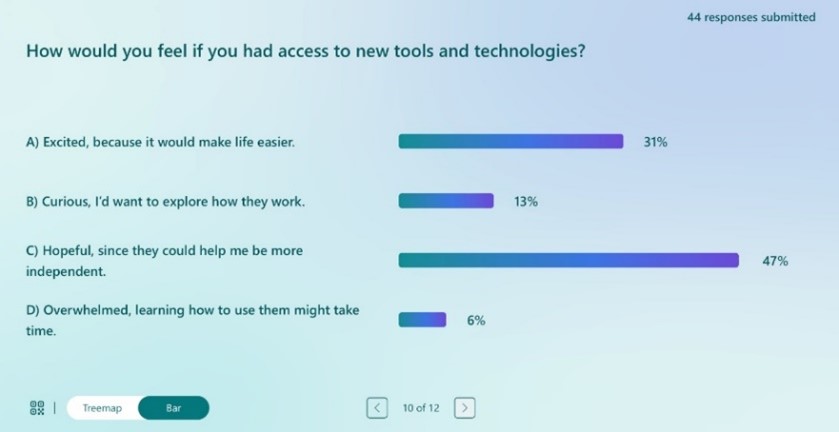 44 responses submitted
How would you feel if you had access to new tools and technologies?
A) Excited, because it would make life easier.
31%
B) Curious, I'd want to explore how they work.
13%
C) Hopeful, since they could help me be more
independent.
47%
D) Overwhelmed, learning how to use them might take
time.
6%
Treemap
Bar
10 of 12